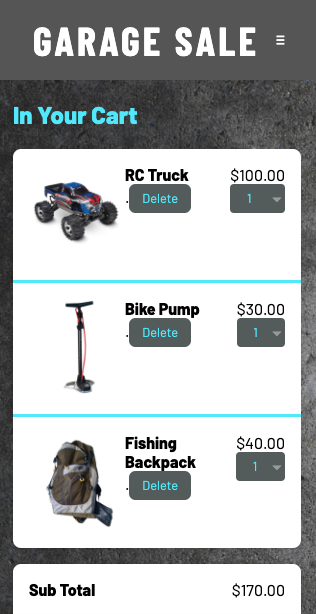 GARAGE SALE
In Your Cart
RC Truck $100.00
. Delete 1
Bike Pump $30.00
. Delete 1
Fishing $40.00
Backpack 1
. Delete
Sub Total $170.00